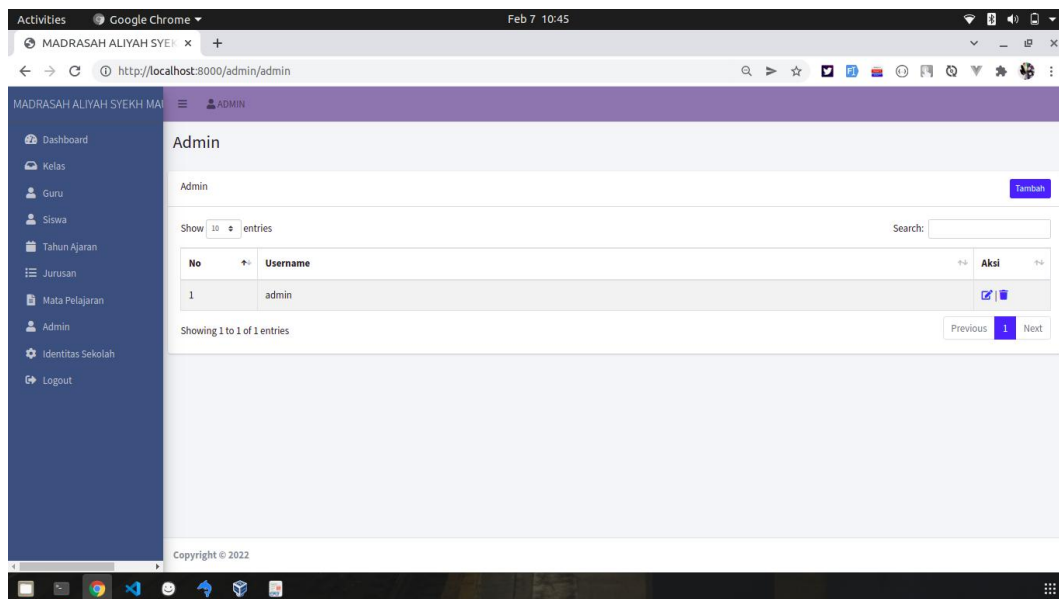 Activities Google Chrome Feb 7 10:45
MADRASAH ALIYAH SYEK
http://localhost:8000/admin/admin
MADRASAH ALIYAH SYEKH MA ADMIN
Dashboard
Kelas
Guru
Siswa
Tahun Ajaran
Jurusan
Mata Pelajaran
Admin
Identitas Sekolah
Logout
Admin
Admin Tambah
Show 10 entries Search:
No Username Aksi
1 admin |
Showing 1 to 1 of 1 entries Previous 1 Next
Copyright © 2022